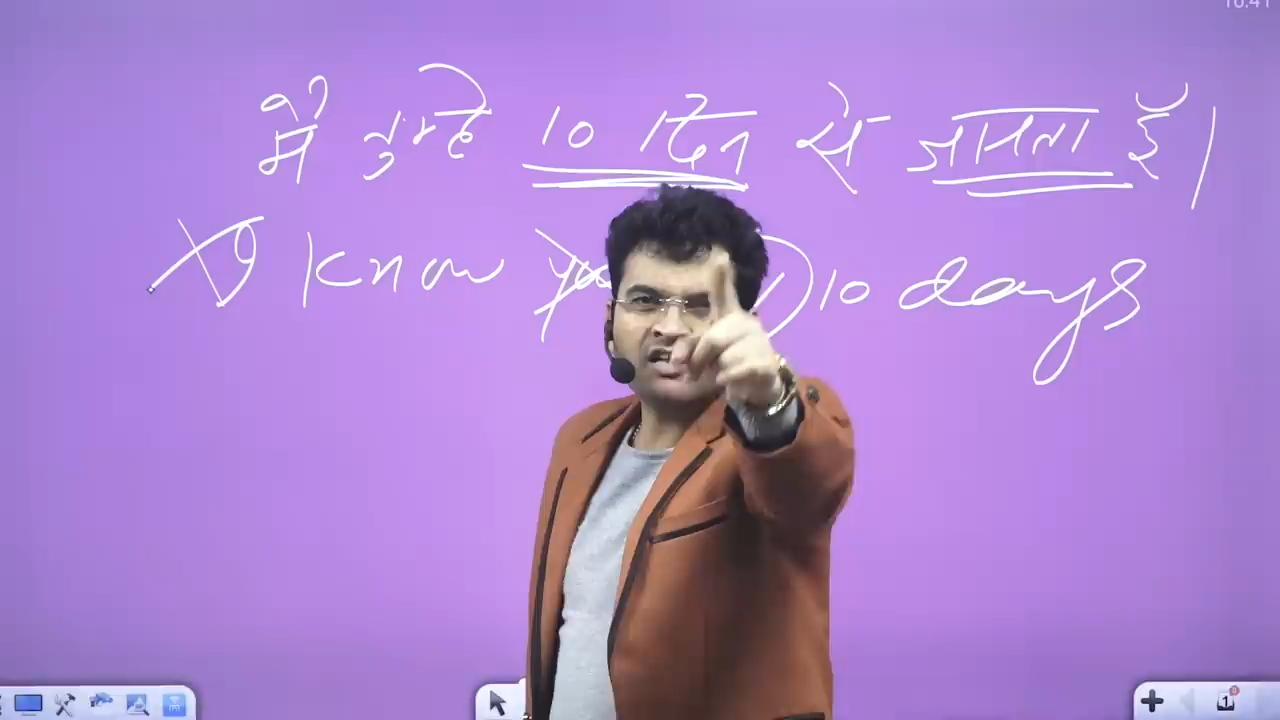 मैं तुम्हें 10 दिन से जानता हूँ।
I know 10 days